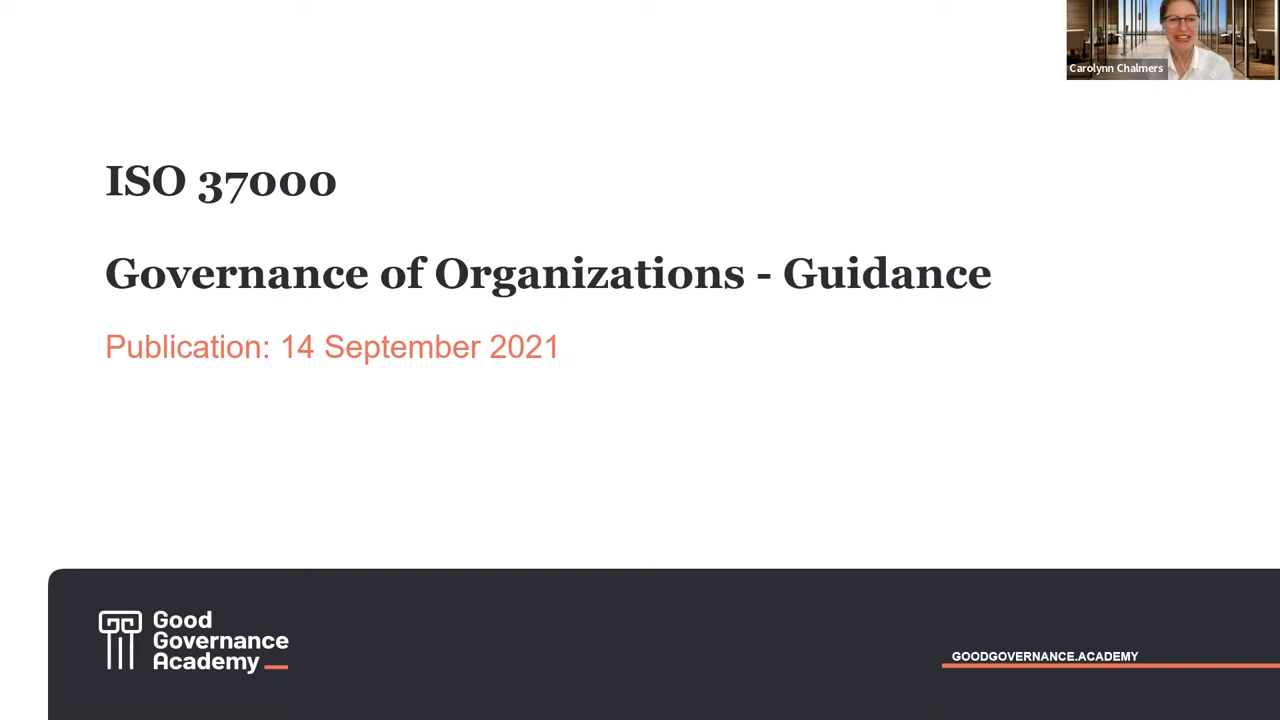 Carolynn Chalmers
ISO 37000
Governance of Organizations - Guidance
Publication: 14 September 2021
Good
Governance
Academy
GOODGOVERNANCE.ACADEMY